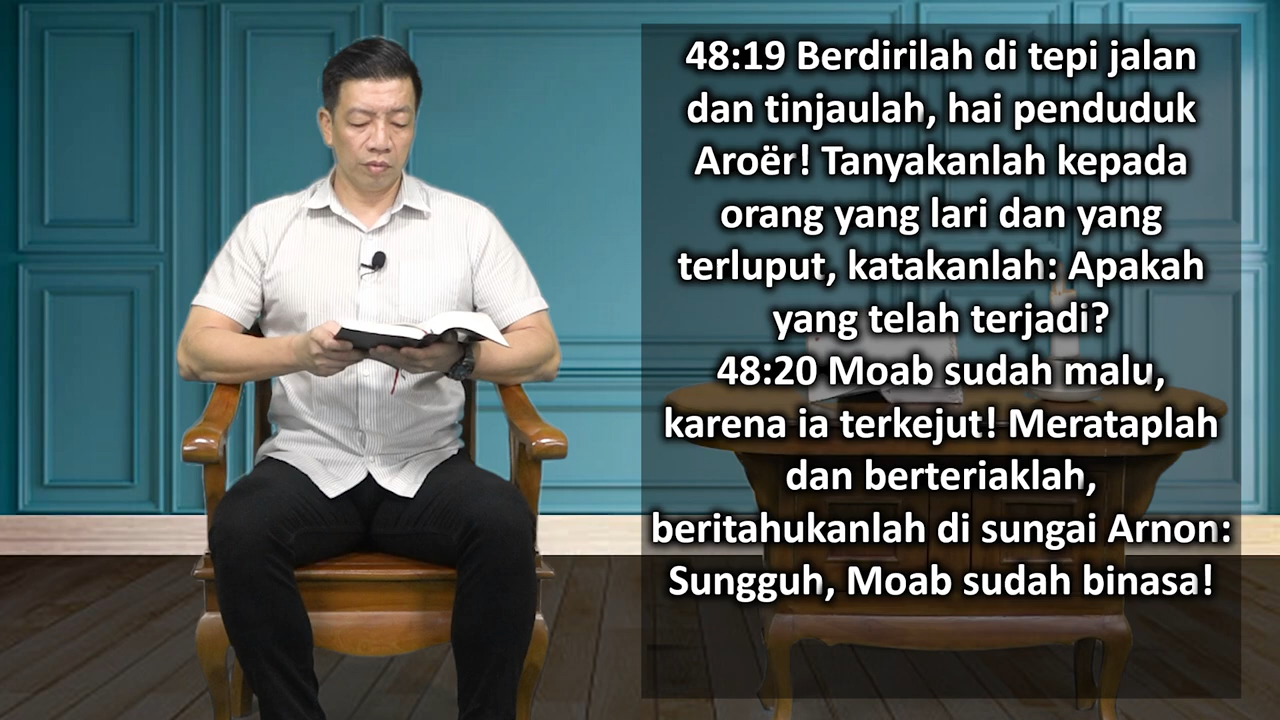 48:19 Berdirilah di tepi jalan
dan tinjaulah, hai penduduk
Aroër! Tanyakanlah kepada
orang yang lari dan yang
terluput, katakanlah: Apakah
yang telah terjadi?
48:20 Moab sudah malu,
karena ia terkejut! Merataplah
dan berteriaklah,
beritahukanlah di sungai Arnon:
Sungguh, Moab sudah binasa!